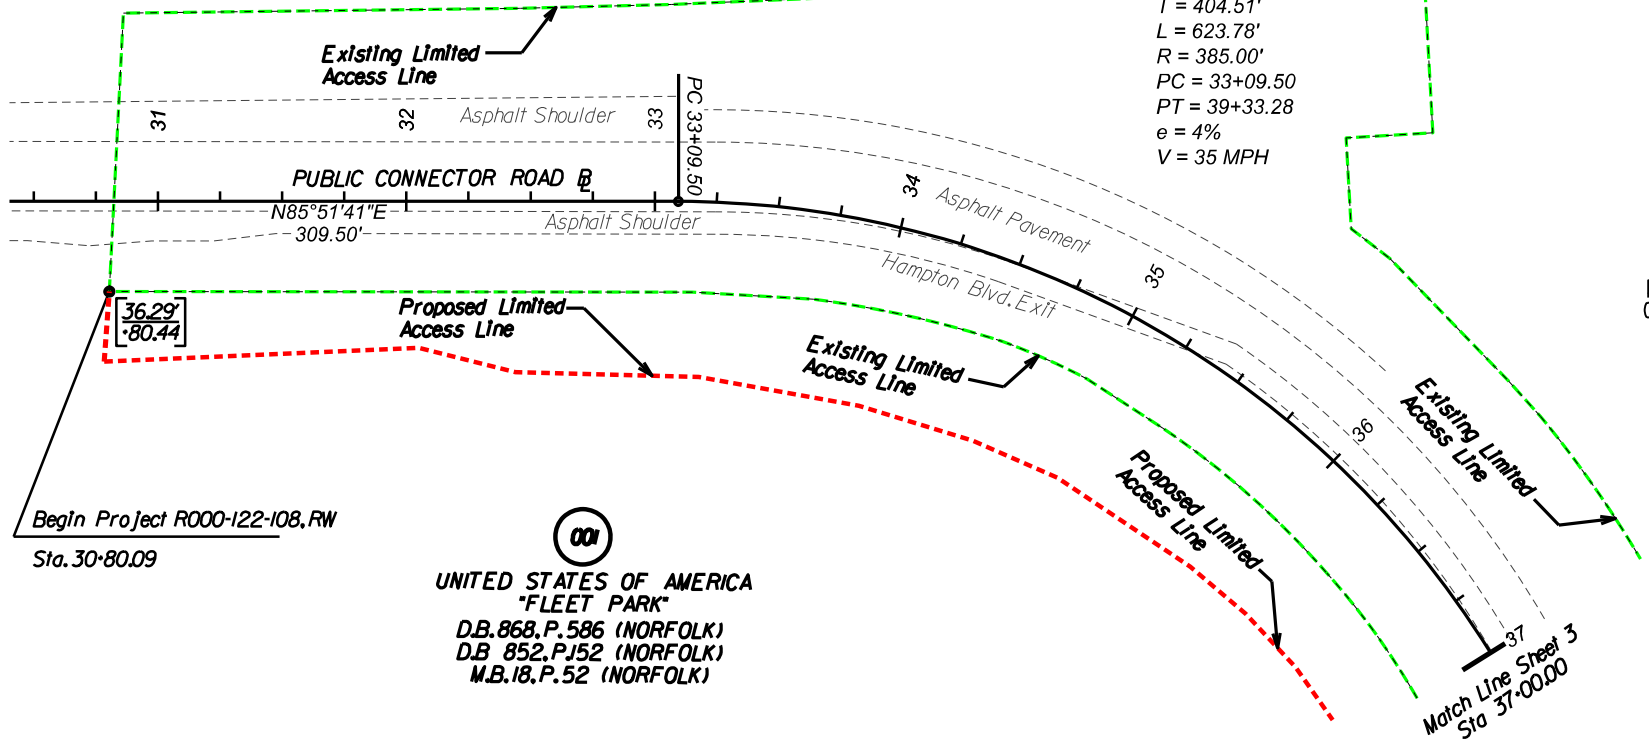 T = 404.51'
L = 623.78'
R = 385.00'
PC = 33+09.50
PT = 39+33.28
e = 4%
V = 35 MPH
Existing Limited
Access Line
31
32
Asphalt Shoulder
33
PC 33+09.50
PUBLIC CONNECTOR ROAD BL
N85°51'41"E
309.50'
Asphalt Shoulder
34
Asphalt Pavement
35
Hampton Blvd. Exit
36.29'
+80.44
Proposed Limited
Access Line
Existing Limited
Access Line
Existing Limited
Access Line
36
Proposed Limited
Access Line
Begin Project R000-122-108, RW
Sta. 30+80.09
001
UNITED STATES OF AMERICA
"FLEET PARK"
D.B. 868, P. 586 (NORFOLK)
D.B 852, P.152 (NORFOLK)
M.B. 18, P. 52 (NORFOLK)
37
Match Line Sheet 3
Sta 37+00.00